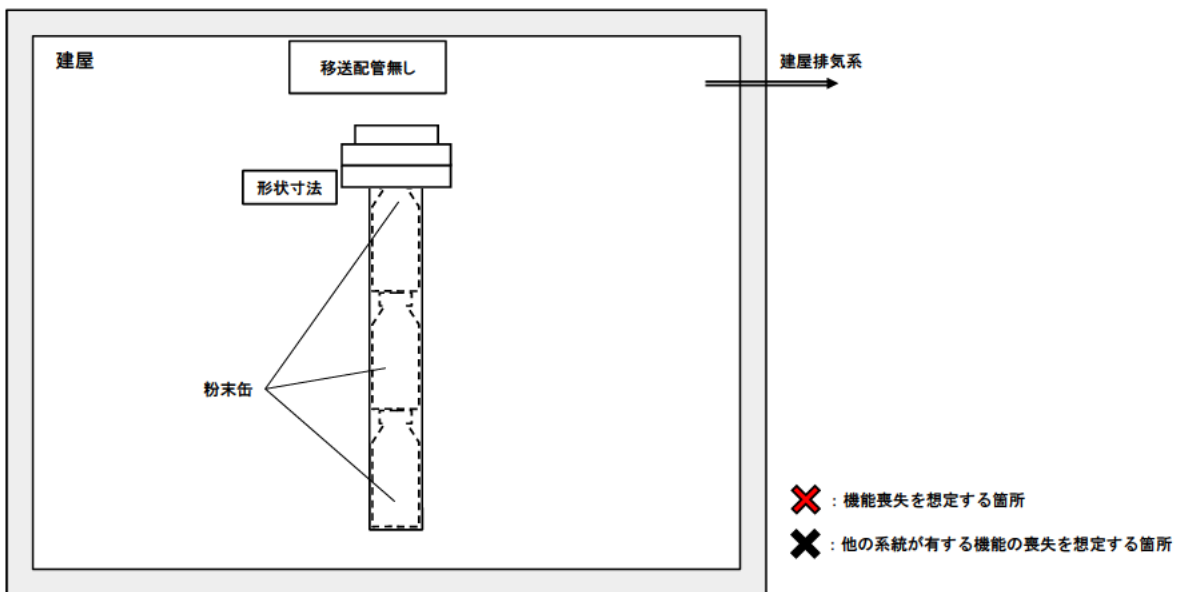 建屋
移送配管無し
建屋排気系
形状寸法
粉末缶
：機能喪失を想定する箇所
：他の系統が有する機能の喪失を想定する箇所